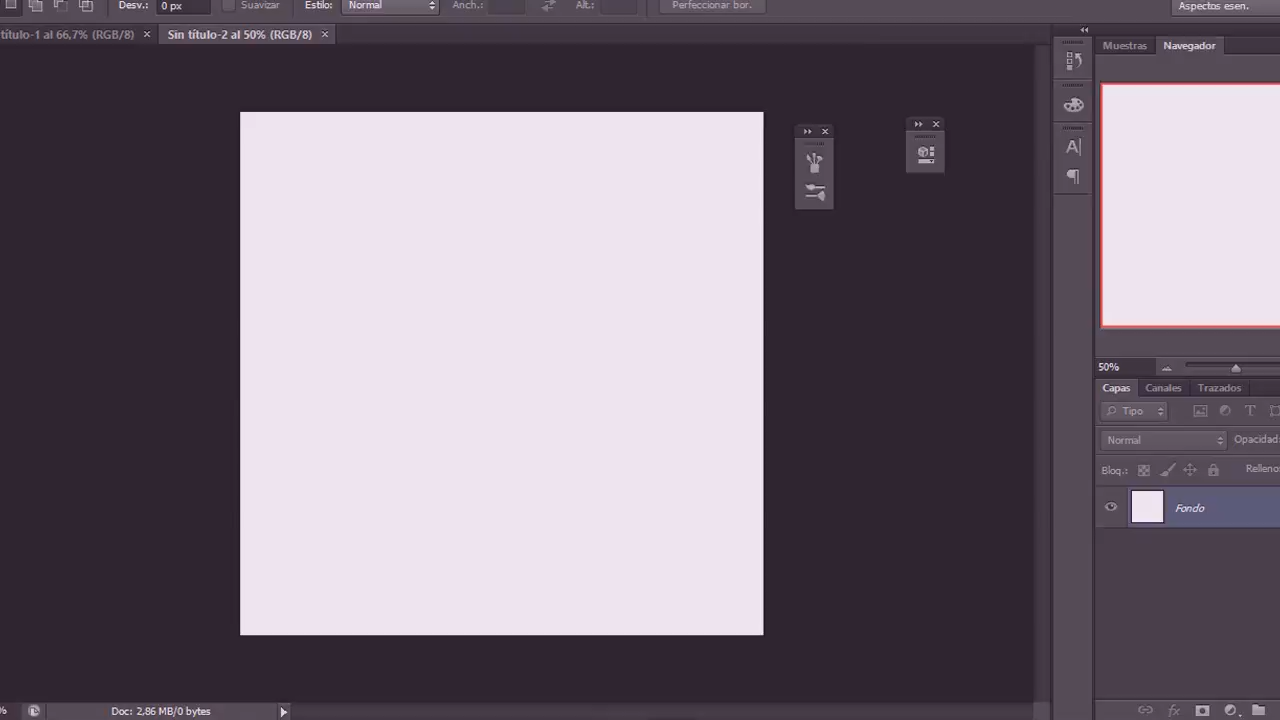 Desv.: 0 px Suavizar Estilo: Normal Anch.: Alt.: Perfeccionar bor. Aspectos esen.
título-1 al 66,7% (RGB/8) × Sin título-2 al 50% (RGB/8) ×
Muestras Navegador
50%
Capas Canales Trazados
Tipo
Normal Opacidad
Bloq.: Relleno
Fondo
% Doc: 2,86 MB/0 bytes